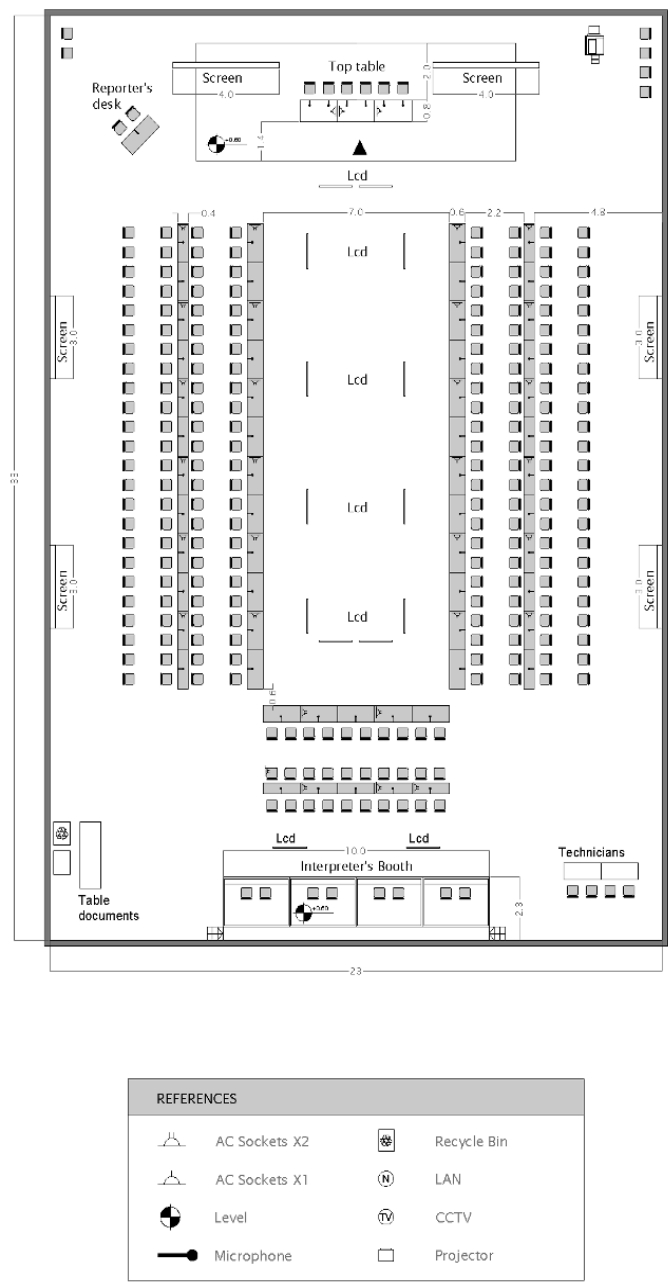 Top table
Screen
4.0
2.0
Screen
4.0
Reporter's
desk
0.8
+0.60
1.4
Lcd
0.4
7.0
0.6
2.2
4.8
Lcd
Screen
3.0
3.0
Screen
Lcd
33
Lcd
Screen
3.0
3.0
Screen
Lcd
0.6
Lcd
Lcd
10.0
Interpreter's Booth
Technicians
Table
documents
+0.60
2.3
23
REFERENCES
AC Sockets X2
Recycle Bin
AC Sockets X1
N
LAN
Level
TV
CCTV
Microphone
Projector